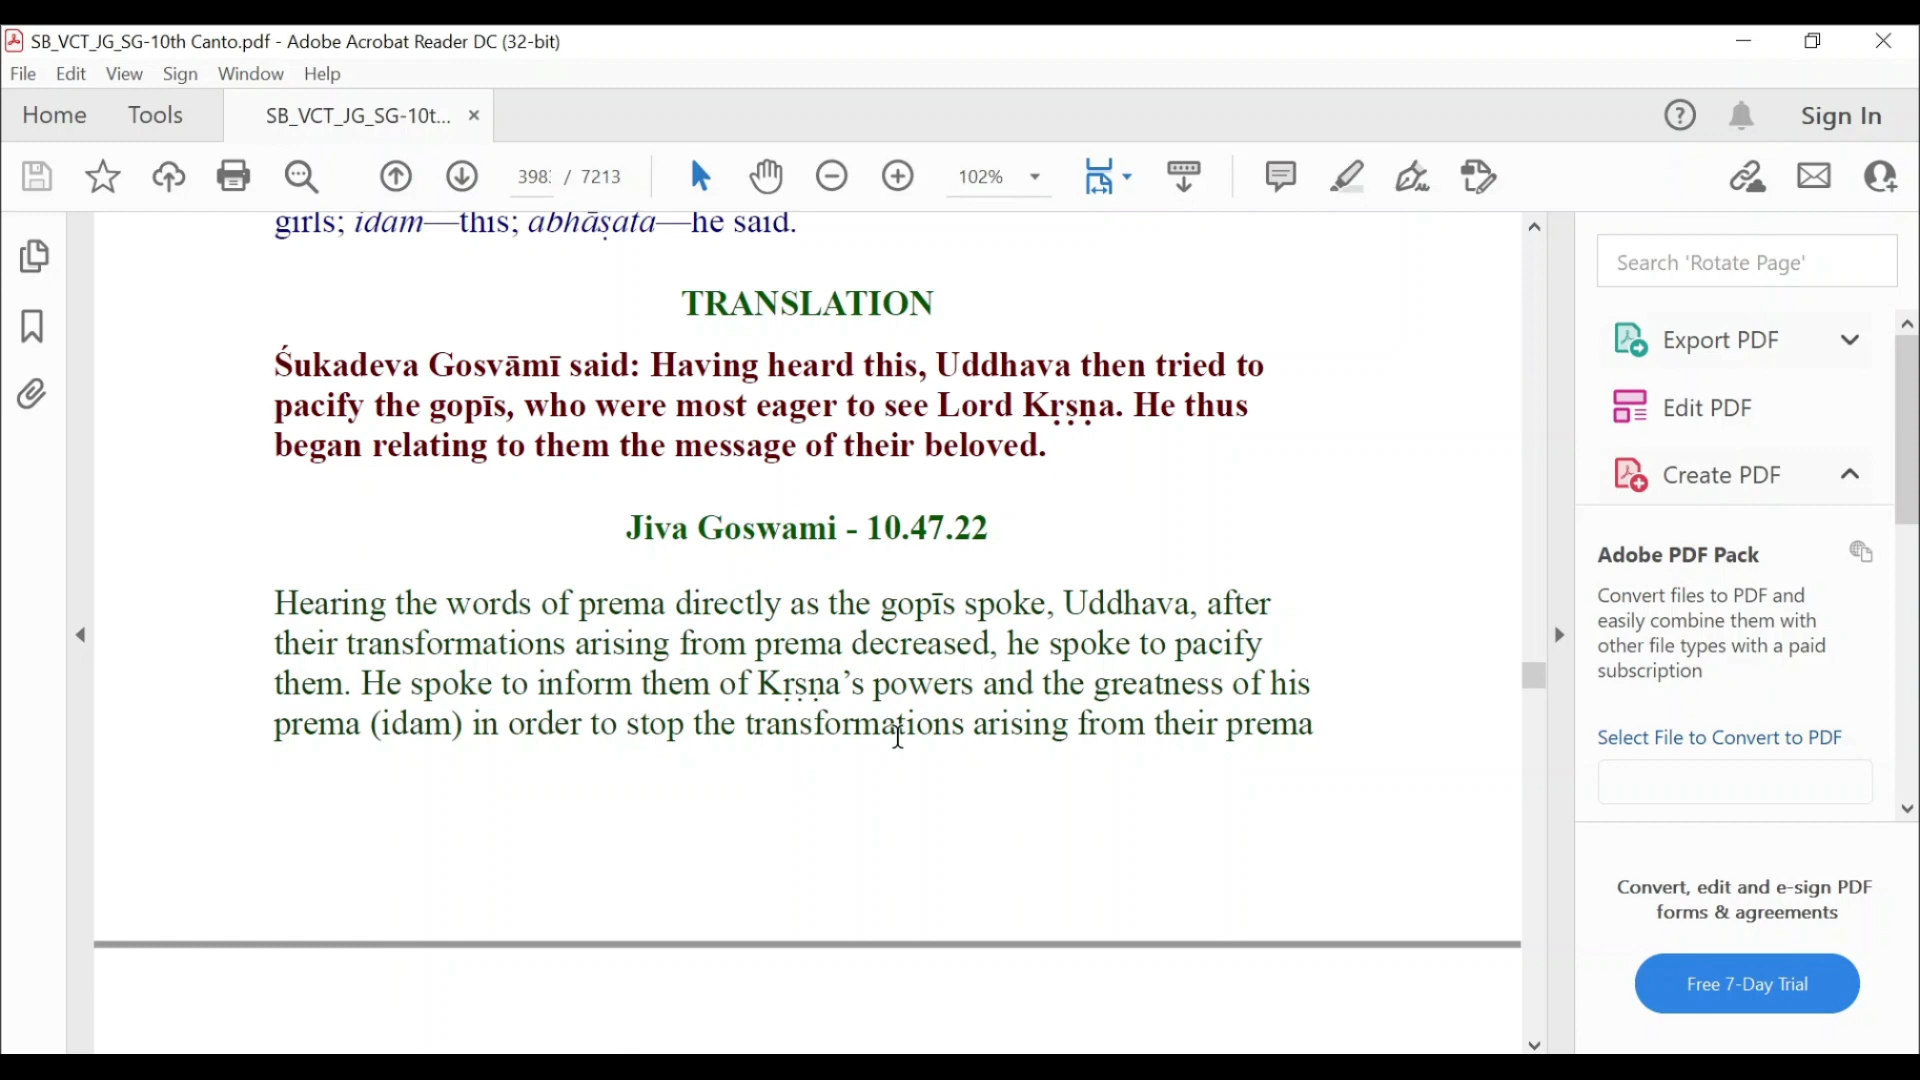 SB_VCT_JG_SG-10th Canto.pdf - Adobe Acrobat Reader DC (32-bit)
File Edit View Sign Window Help
Home Tools SB_VCT_JG_SG-10t... × Sign In
/ 7213 102%
girls; idam—this; abhāṣata—he said.
TRANSLATION
Śukadeva Gosvāmī said: Having heard this, Uddhava then tried to
pacify the gopīs, who were most eager to see Lord Kṛṣṇa. He thus
began relating to them the message of their beloved.
Jiva Goswami - 10.47.22
Hearing the words of prema directly as the gopīs spoke, Uddhava, after
their transformations arising from prema decreased, he spoke to pacify
them. He spoke to inform them of Kṛṣṇa’s powers and the greatness of his
prema (idam) in order to stop the transformations arising from their prema
Search 'Rotate Page'
Export PDF
Edit PDF
Create PDF
Adobe PDF Pack
Convert files to PDF and
easily combine them with
other file types with a paid
subscription
Select File to Convert to PDF
Convert, edit and e-sign PDF
forms & agreements
Free 7-Day Trial